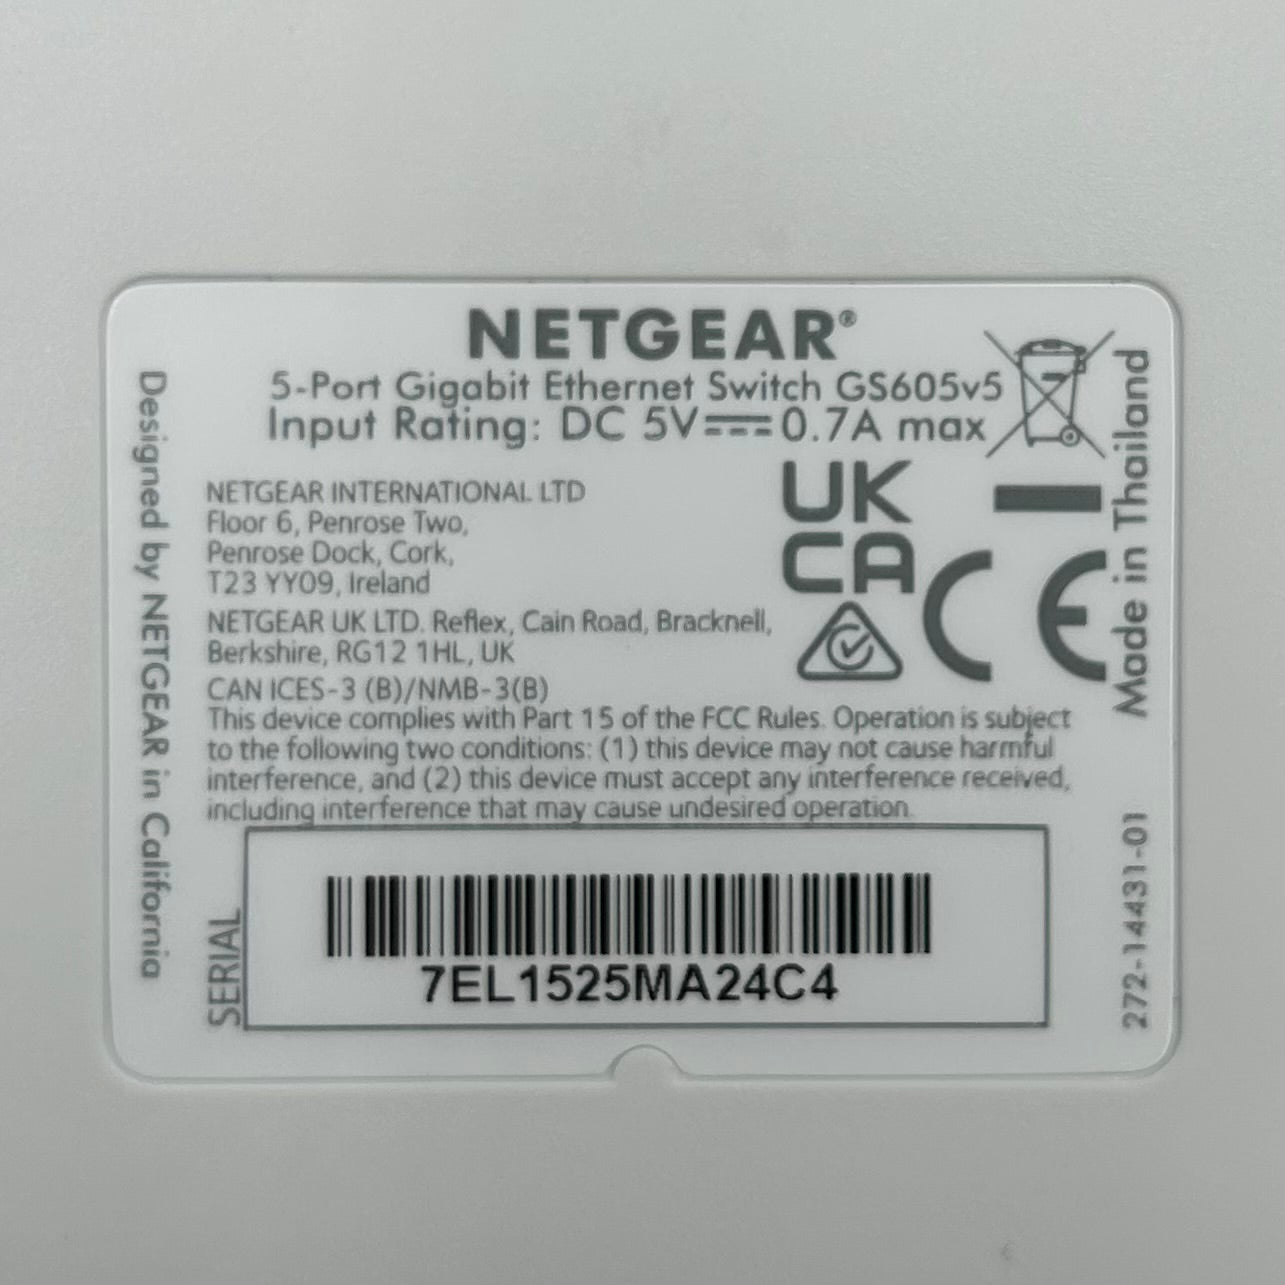 NETGEAR®
5-Port Gigabit Ethernet Switch GS605v5
Input Rating: DC 5V⎓0.7A max
Designed by NETGEAR in California
NETGEAR INTERNATIONAL LTD
Floor 6, Penrose Two,
Penrose Dock, Cork,
T23 YY09, Ireland
NETGEAR UK LTD. Reflex, Cain Road, Bracknell,
Berkshire, RG12 1HL, UK
CAN ICES-3 (B)/NMB-3(B)
This device complies with Part 15 of the FCC Rules. Operation is subject
to the following two conditions: (1) this device may not cause harmful
interference, and (2) this device must accept any interference received,
including interference that may cause undesired operation.
UK
CA
CE
Made in Thailand
272-14431-01
SERIAL
7EL1525MA24C4